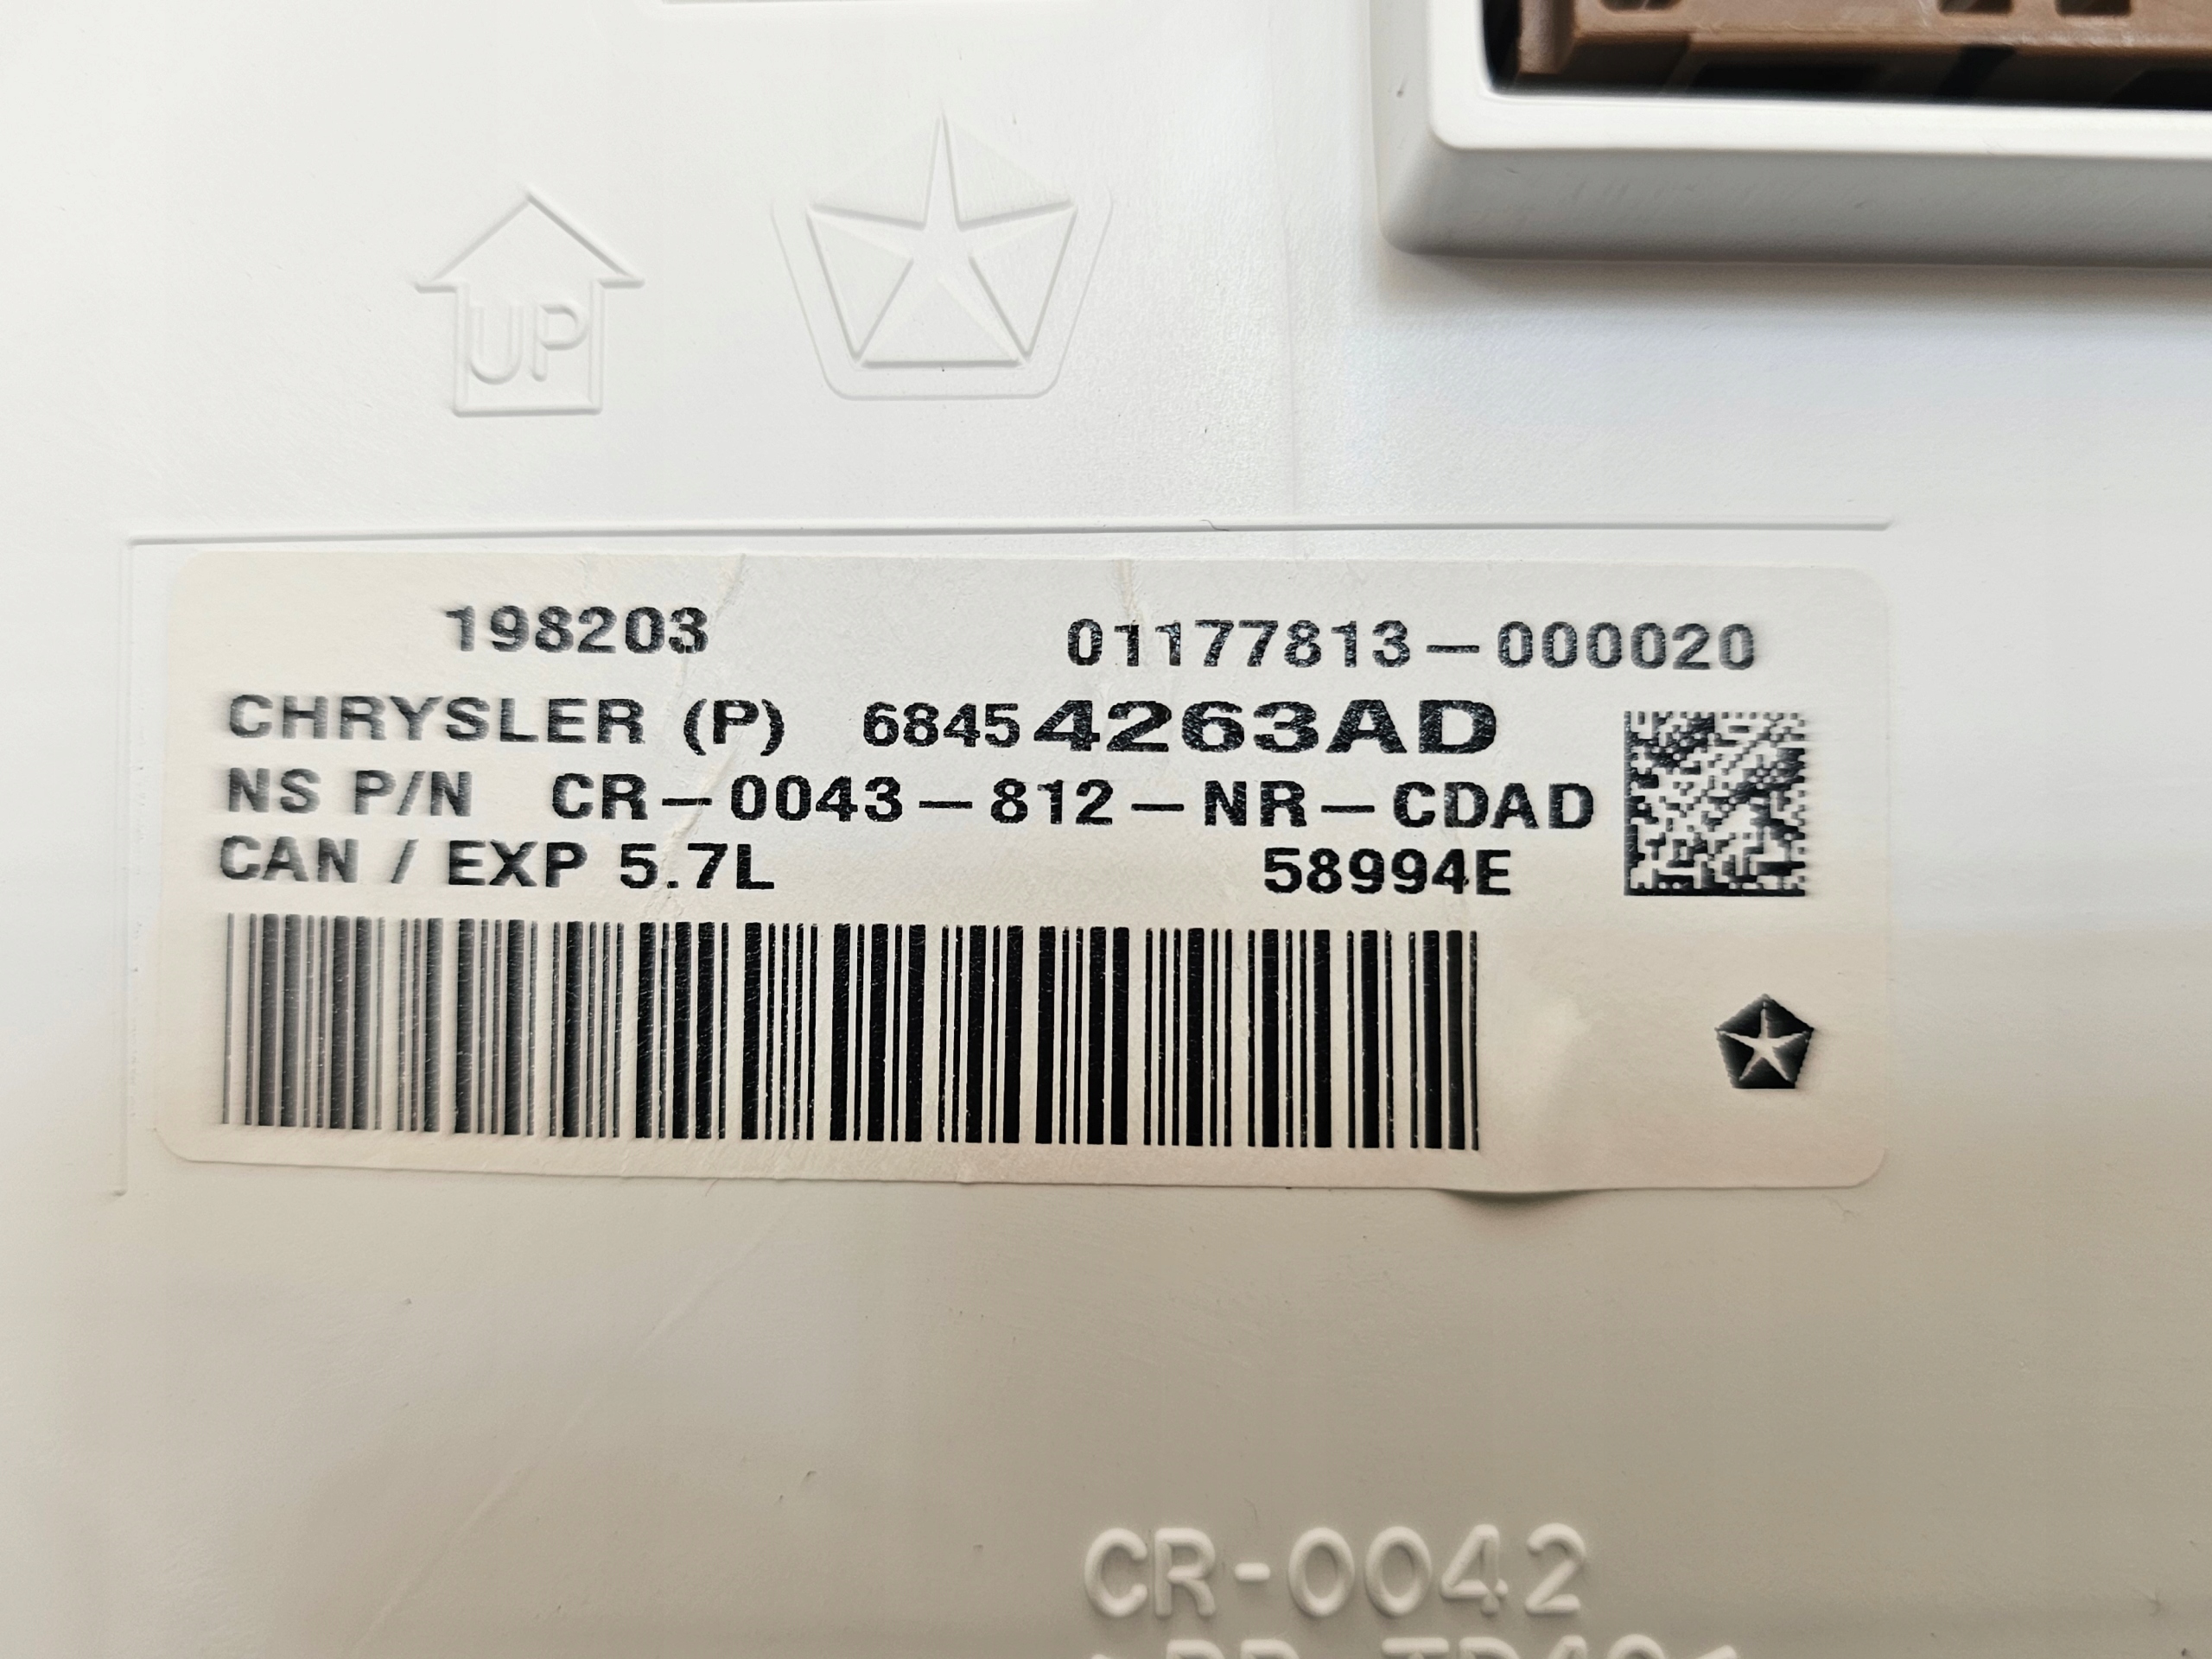 UP
198203 01177813-000020
CHRYSLER (P) 68454263AD
NS P/N CR-0043-812-NR-CDAD
CAN / EXP 5.7L 58994E
CR-0042